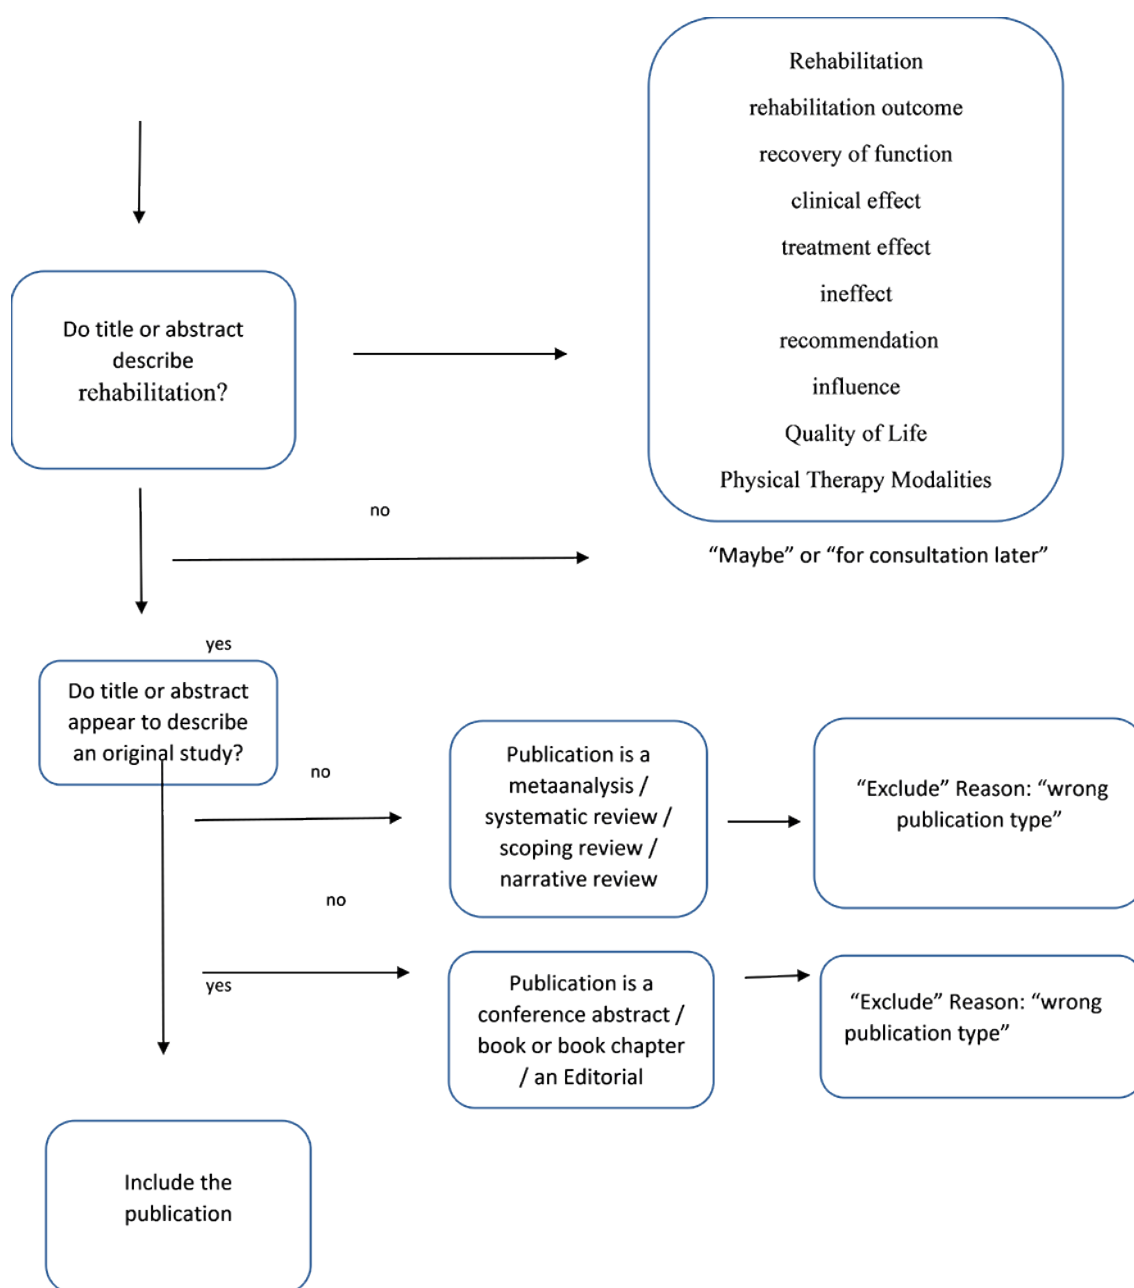 Rehabilitation
rehabilitation outcome
recovery of function
clinical effect
treatment effect
ineffect
recommendation
influence
Quality of Life
Physical Therapy Modalities
Do title or abstract
describe
rehabilitation?
no
“Maybe” or “for consultation later”
yes
Do title or abstract
appear to describe
an original study?
no
Publication is a
metaanalysis /
systematic review /
scoping review /
narrative review
“Exclude” Reason: “wrong
publication type”
no
yes
Publication is a
conference abstract /
book or book chapter
/ an Editorial
“Exclude” Reason: “wrong
publication type”
Include the
publication